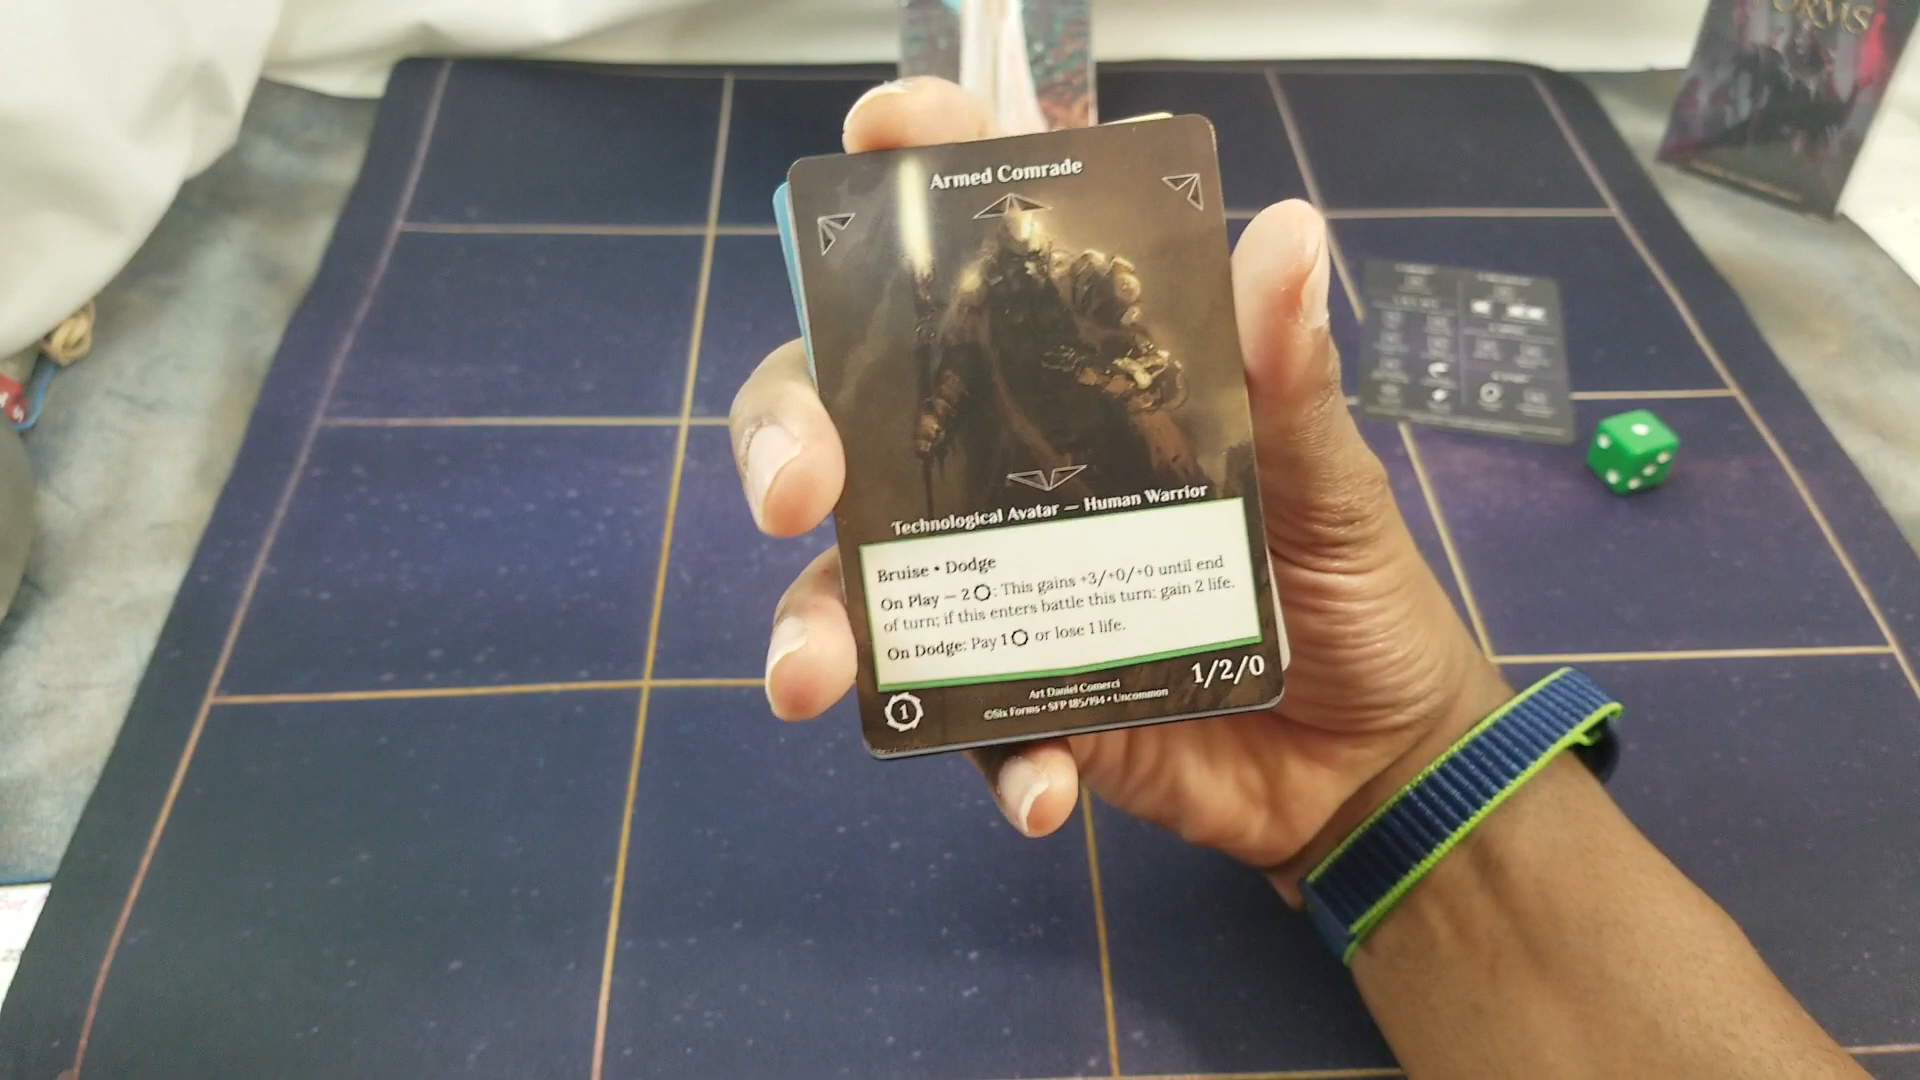 ORMS
Armed Comrade
Technological Avatar — Human Warrior
Bruise • Dodge
On Play — 2 : This gains +3/+0/+0 until end
of turn; if this enters battle this turn: gain 2 life.
On Dodge: Pay 1 or lose 1 life.
1/2/0
1
Art Daniel Comerci
©Six Forms • SFP 185/194 • Uncommon